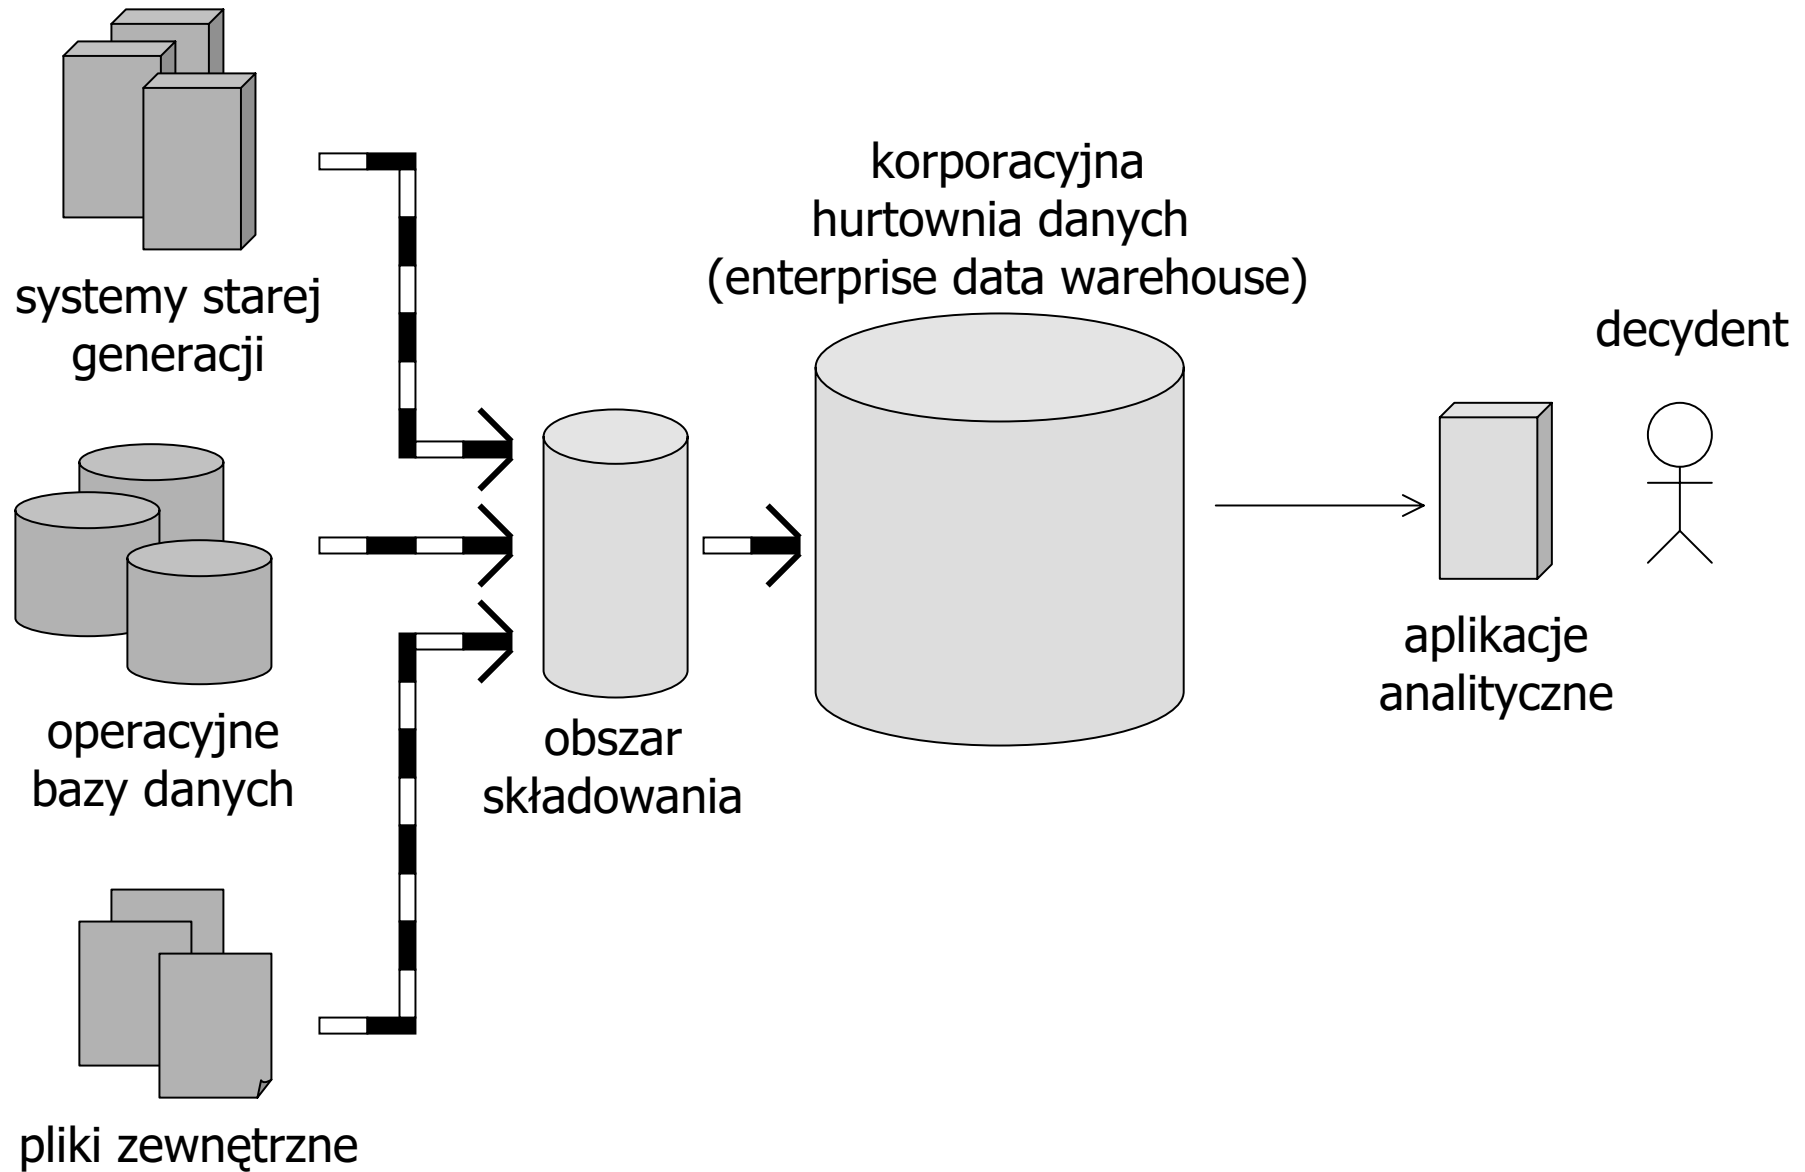 systemy starej
generacji
operacyjne
bazy danych
pliki zewnętrzne
obszar
składowania
korporacyjna
hurtownia danych
(enterprise data warehouse)
aplikacje
analityczne
decydent